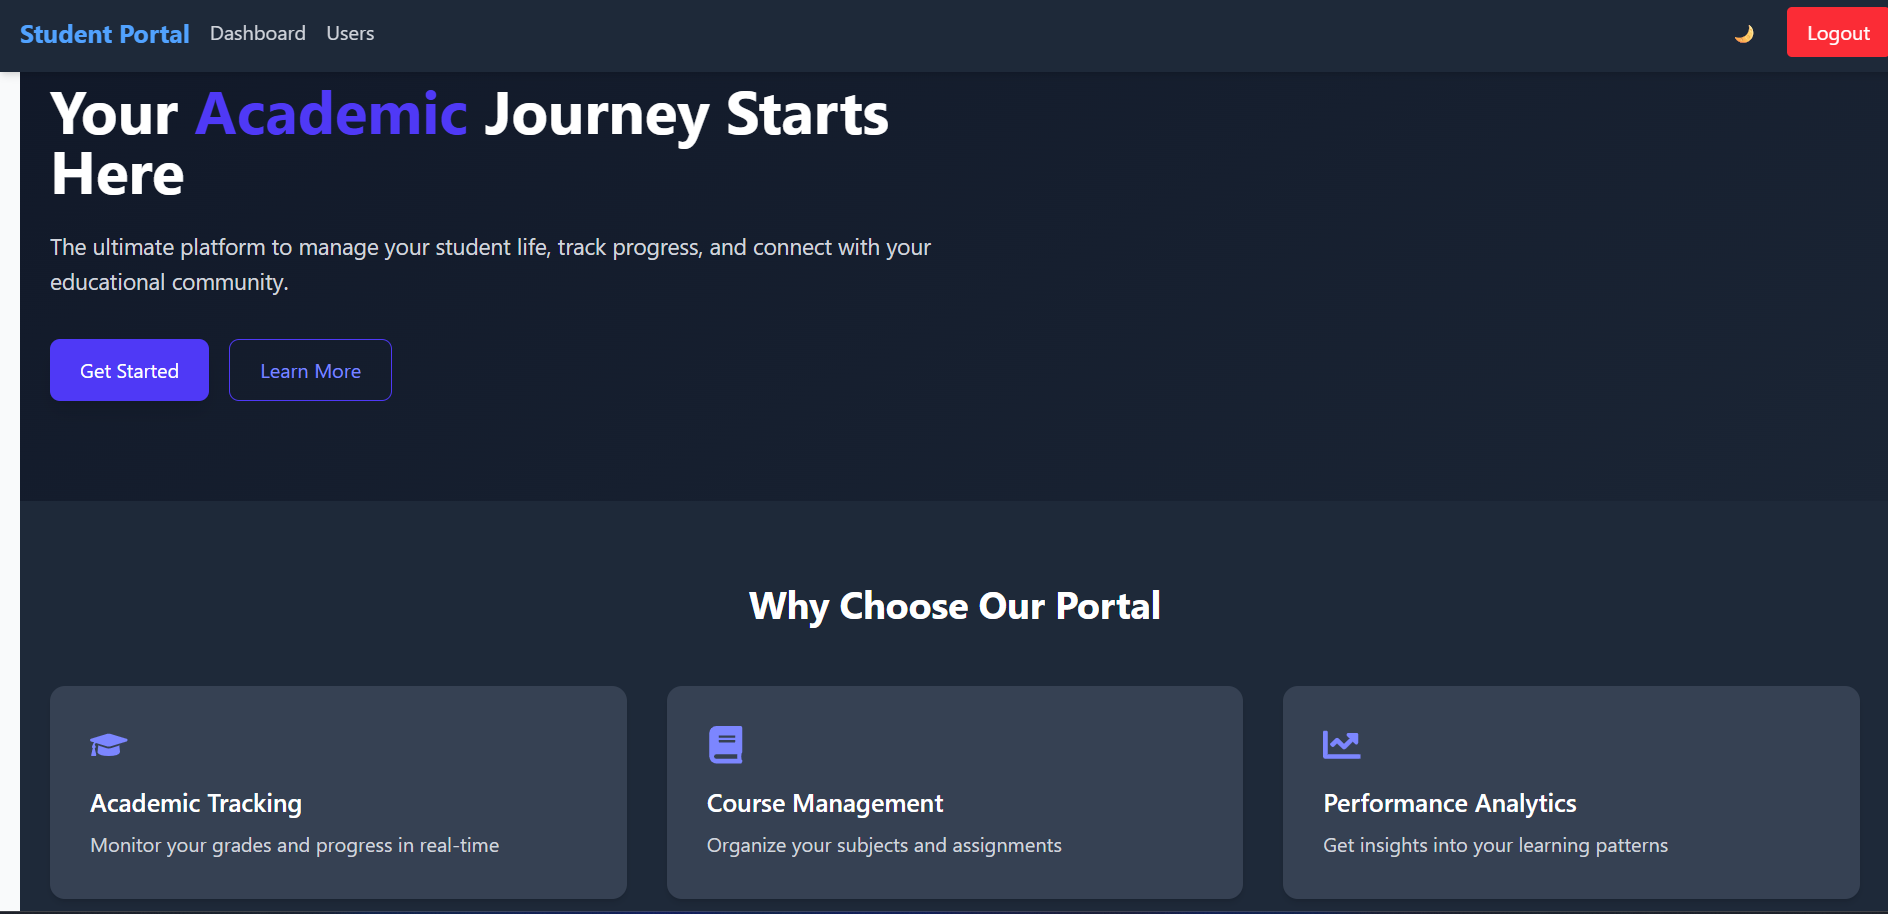 Student Portal Dashboard Users Logout
Your Academic Journey Starts
Here
The ultimate platform to manage your student life, track progress, and connect with your
educational community.
Get Started Learn More
Why Choose Our Portal
Academic Tracking
Monitor your grades and progress in real-time
Course Management
Organize your subjects and assignments
Performance Analytics
Get insights into your learning patterns